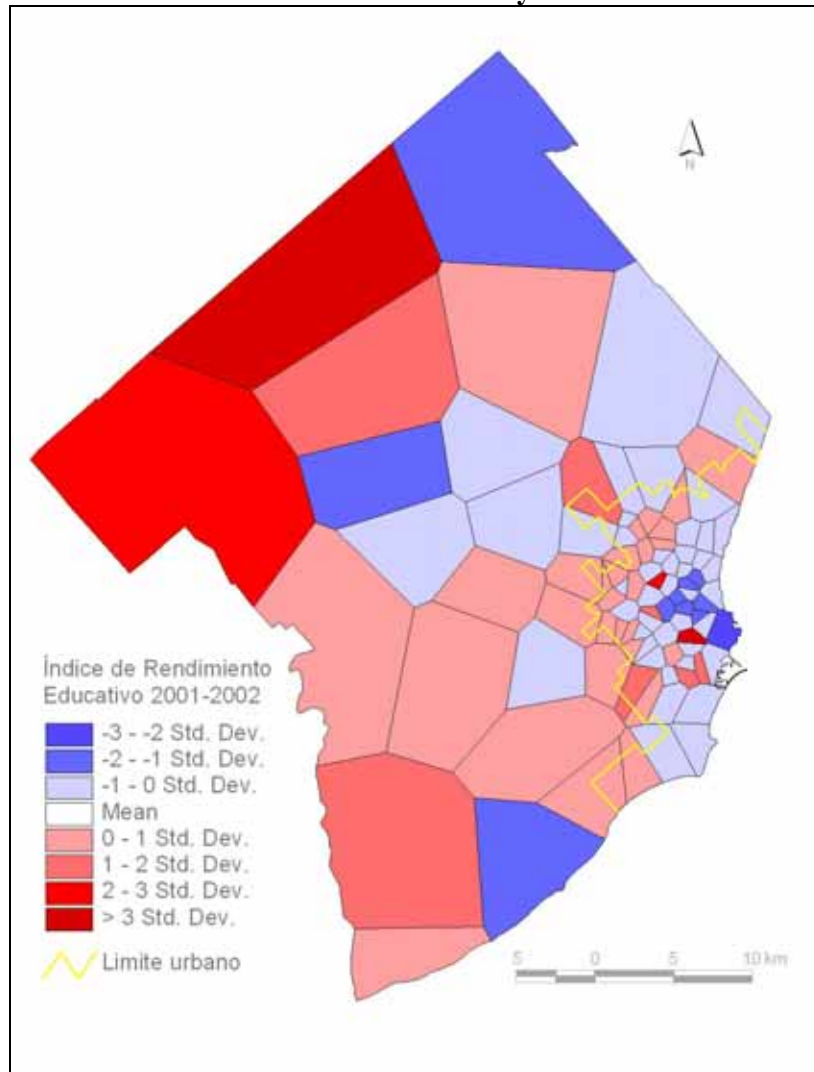 y
N
Índice de Rendimiento
Educativo 2001-2002
-3 - -2 Std. Dev.
-2 - -1 Std. Dev.
-1 - 0 Std. Dev.
Mean
0 - 1 Std. Dev.
1 - 2 Std. Dev.
2 - 3 Std. Dev.
> 3 Std. Dev.
Limite urbano
5 0 5 10 km